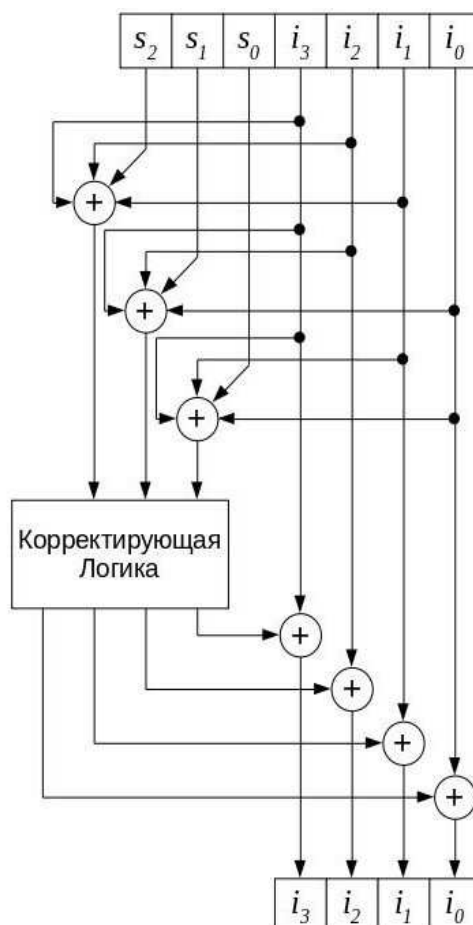 s₂ s₁ s₀ i₃ i₂ i₁ i₀
+
+
+
Корректирующая
Логика
+
+
+
+
i₃ i₂ i₁ i₀